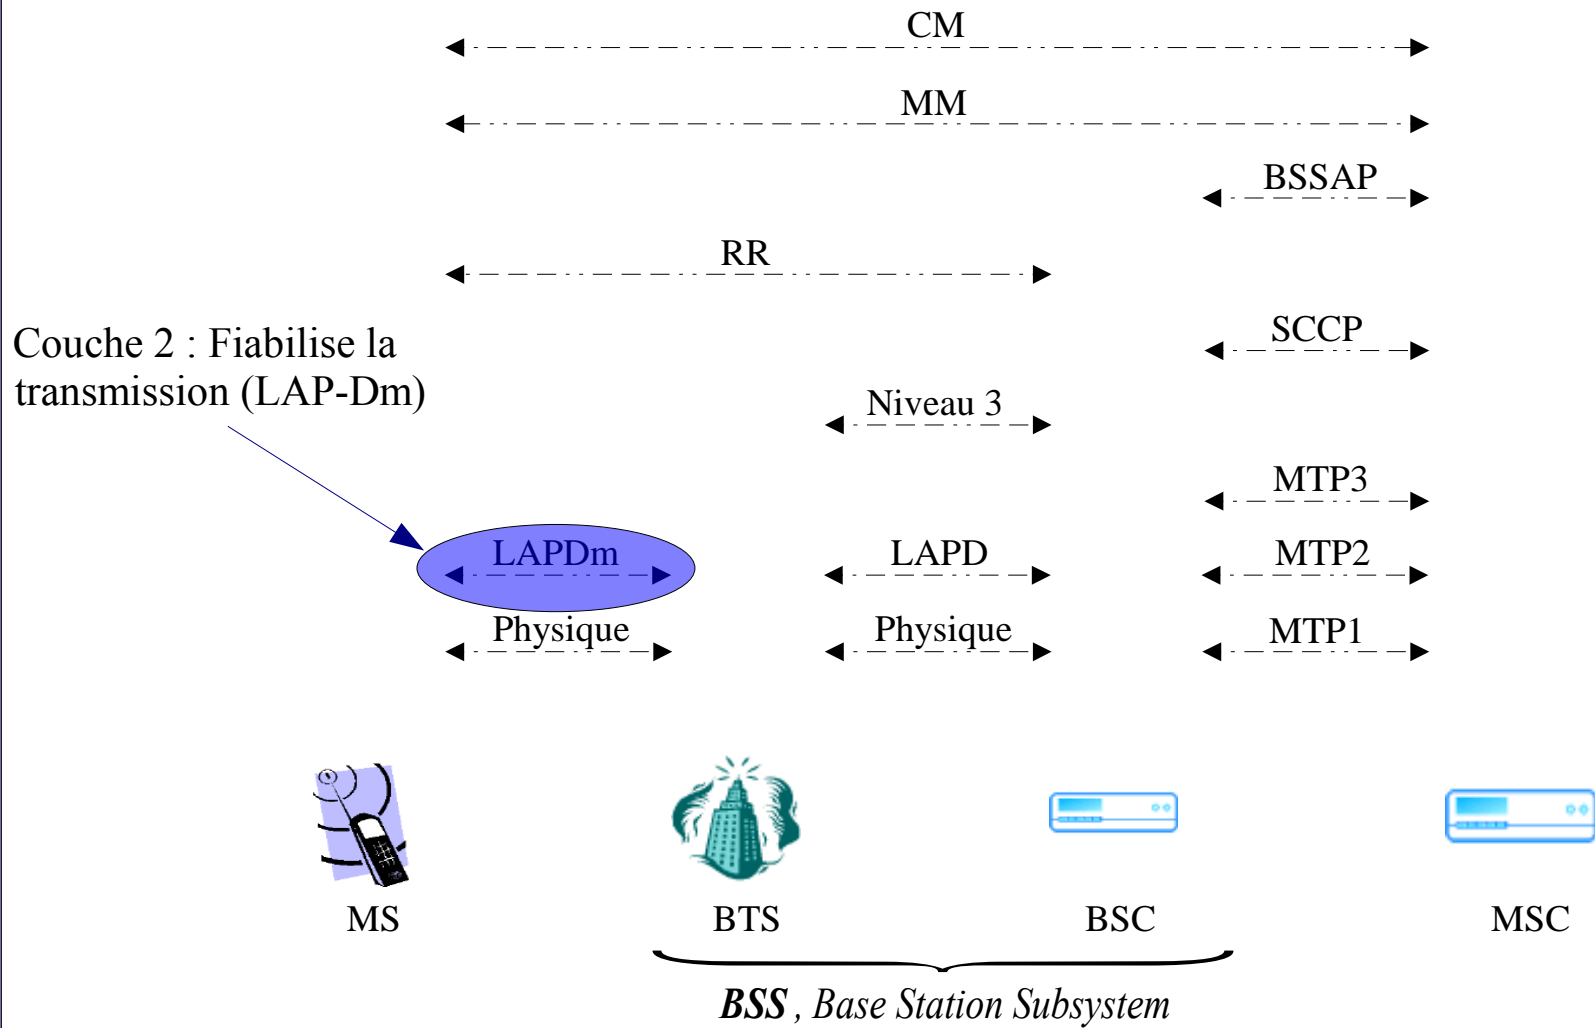 CM
MM
BSSAP
RR
SCCP
Couche 2 : Fiabilise la
transmission (LAP-Dm)
Niveau 3
MTP3
LAPDm
LAPD
MTP2
Physique
Physique
MTP1
MS
BTS
BSC
MSC
BSS , Base Station Subsystem